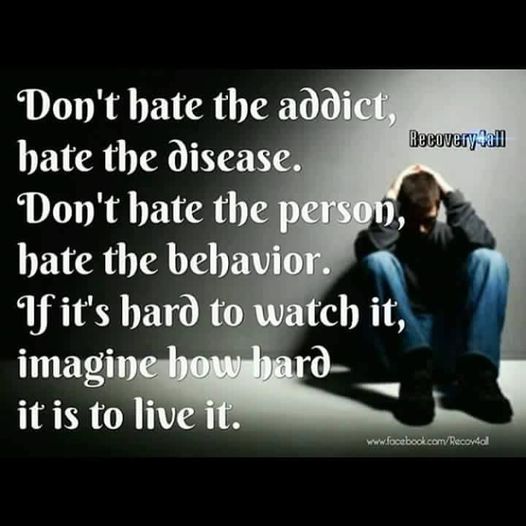 Don't hate the addict,
Recovery4all
hate the disease.
Don't hate the person,
hate the behavior.
If it's hard to watch it,
imagine how hard
it is to live it.
www.facebook.com/Recov4all